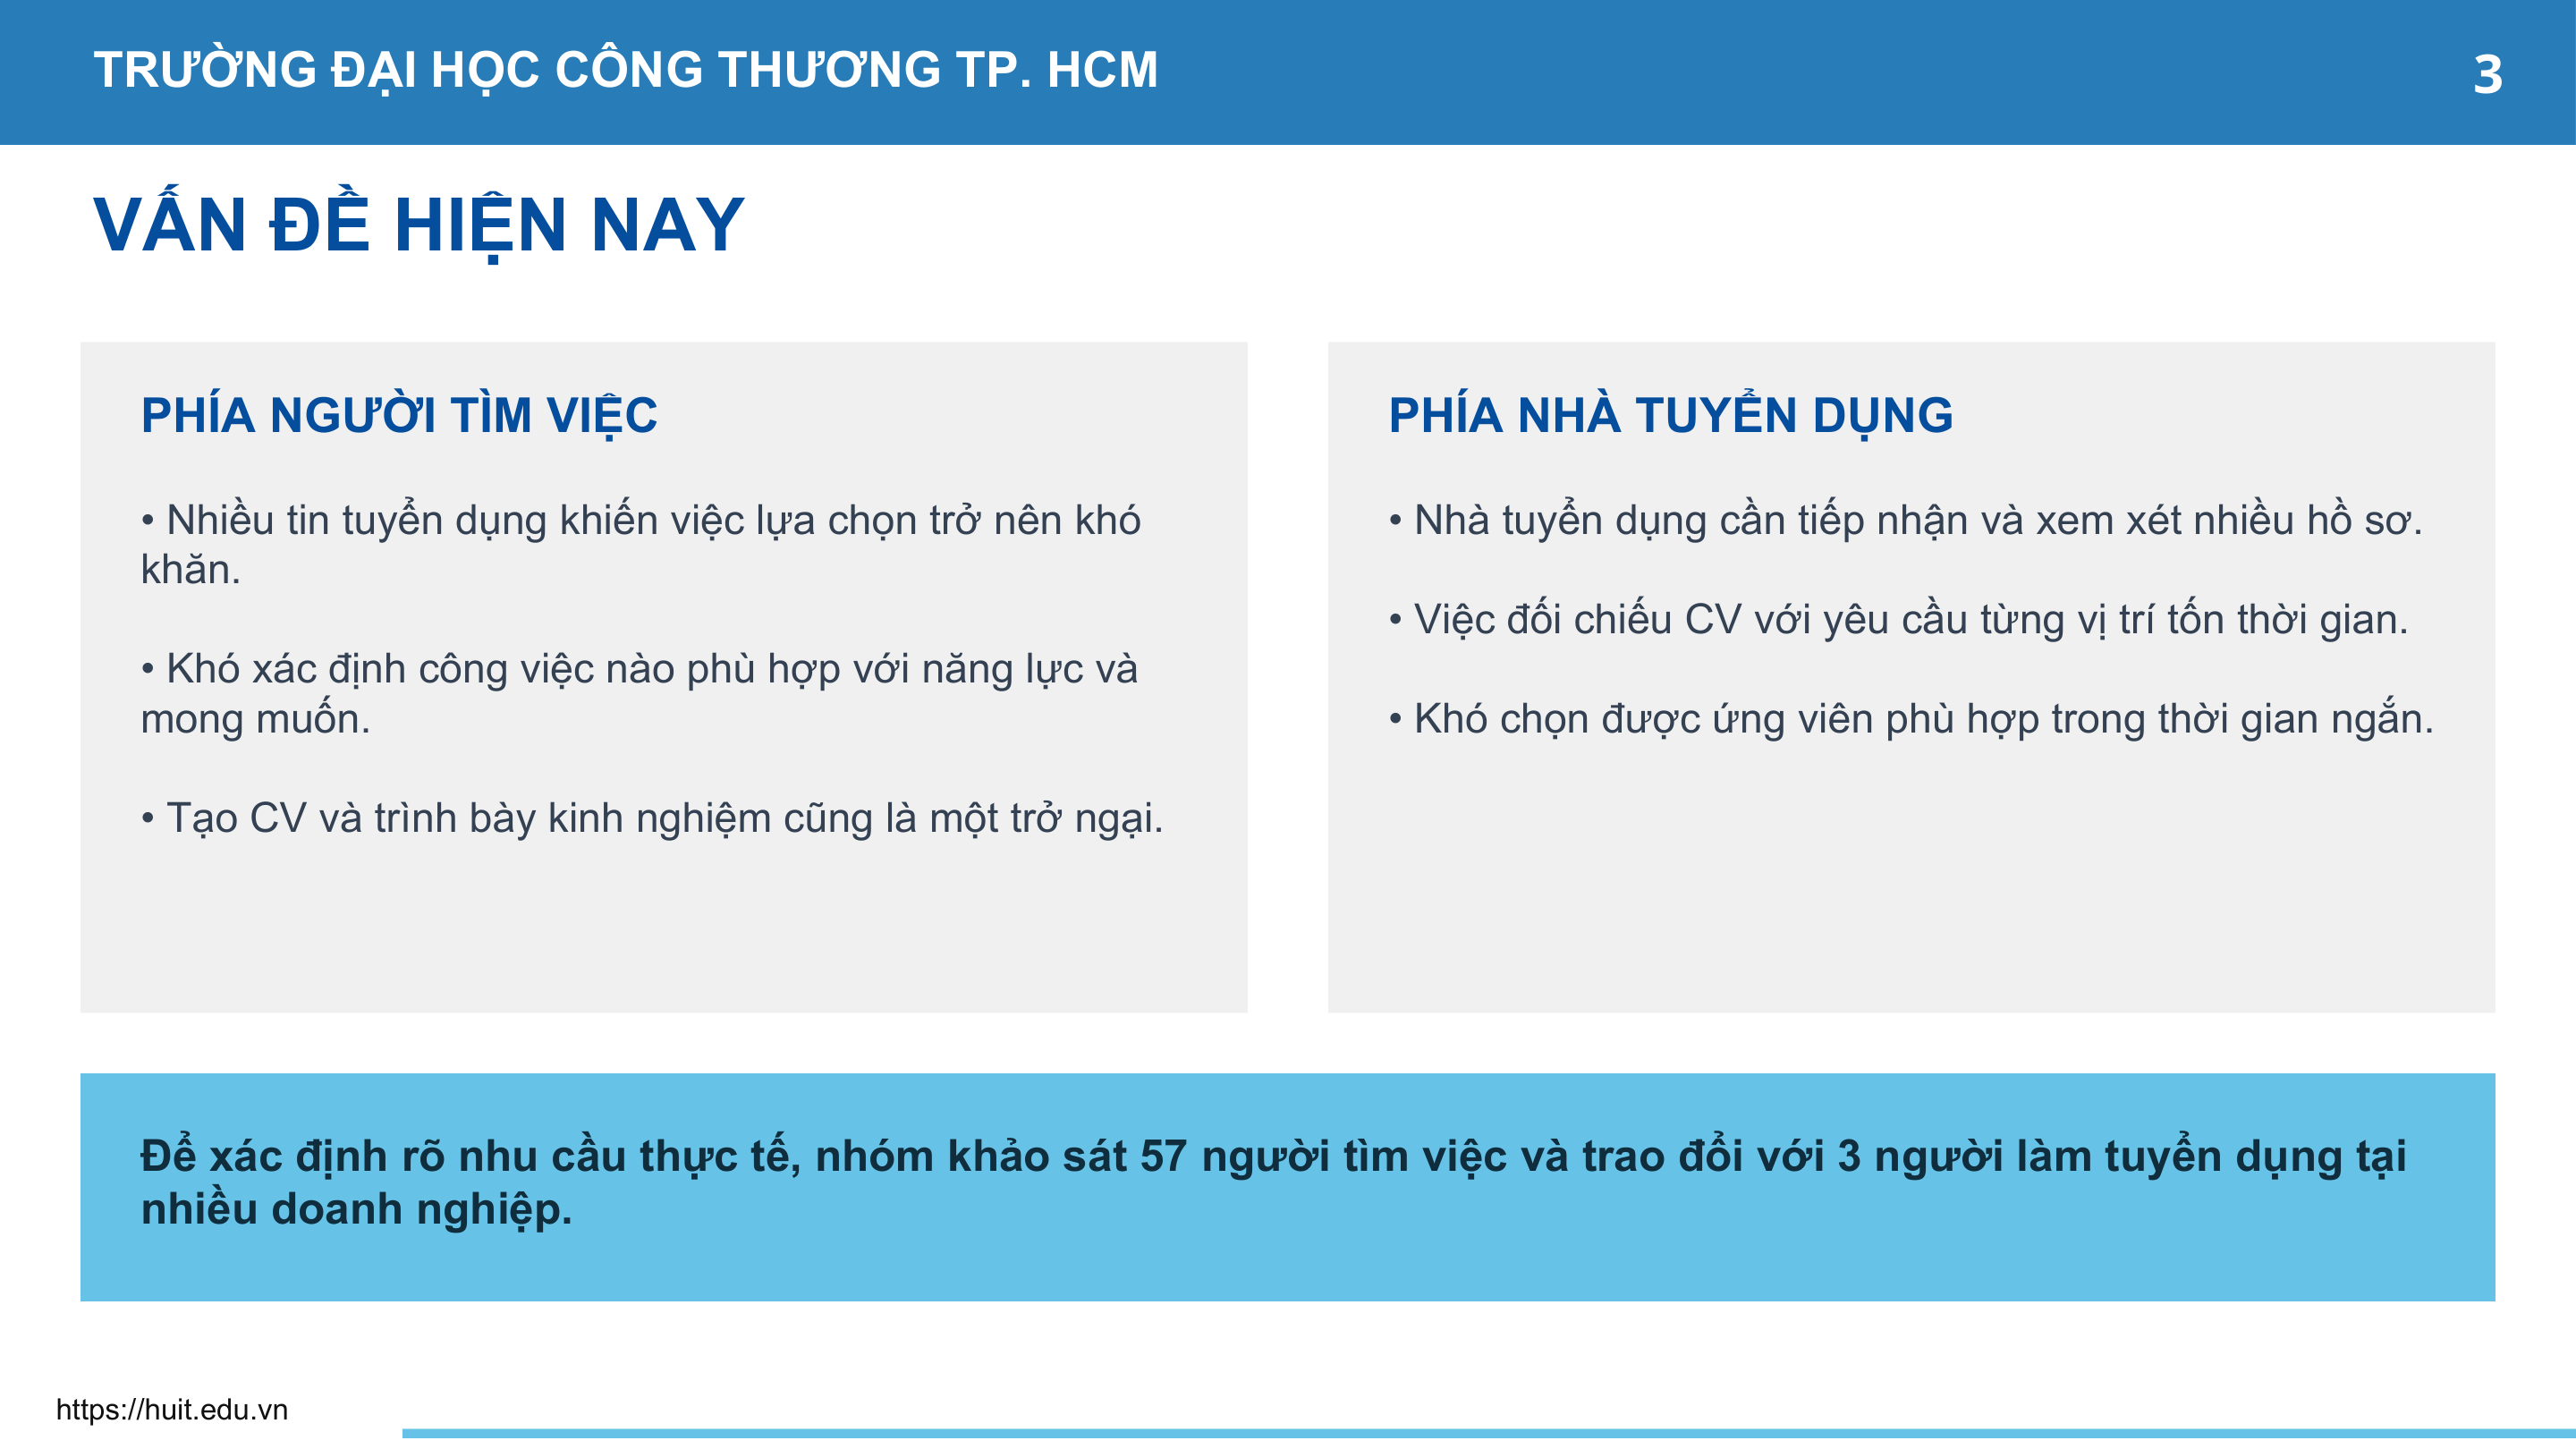 TRƯỜNG ĐẠI HỌC CÔNG THƯƠNG TP. HCM
3
VẤN ĐỀ HIỆN NAY
PHÍA NGƯỜI TÌM VIỆC
• Nhiều tin tuyển dụng khiến việc lựa chọn trở nên khó
khăn.
• Khó xác định công việc nào phù hợp với năng lực và
mong muốn.
• Tạo CV và trình bày kinh nghiệm cũng là một trở ngại.
PHÍA NHÀ TUYỂN DỤNG
• Nhà tuyển dụng cần tiếp nhận và xem xét nhiều hồ sơ.
• Việc đối chiếu CV với yêu cầu từng vị trí tốn thời gian.
• Khó chọn được ứng viên phù hợp trong thời gian ngắn.
Để xác định rõ nhu cầu thực tế, nhóm khảo sát 57 người tìm việc và trao đổi với 3 người làm tuyển dụng tại
nhiều doanh nghiệp.
https://huit.edu.vn